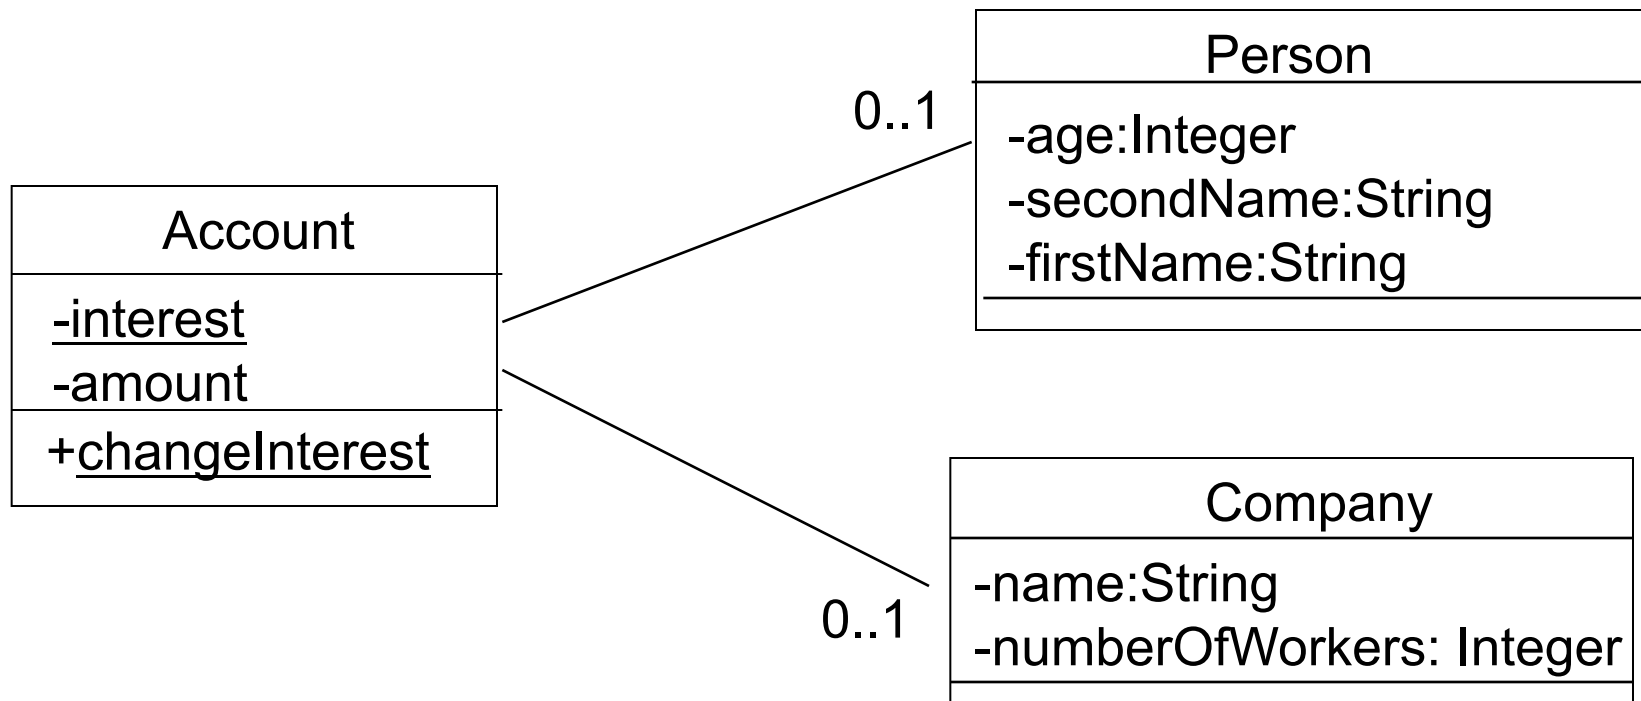 Person
0..1
-age:Integer
-secondName:String
-firstName:String
Account
-interest
-amount
+changeInterest
Company
0..1
-name:String
-numberOfWorkers: Integer